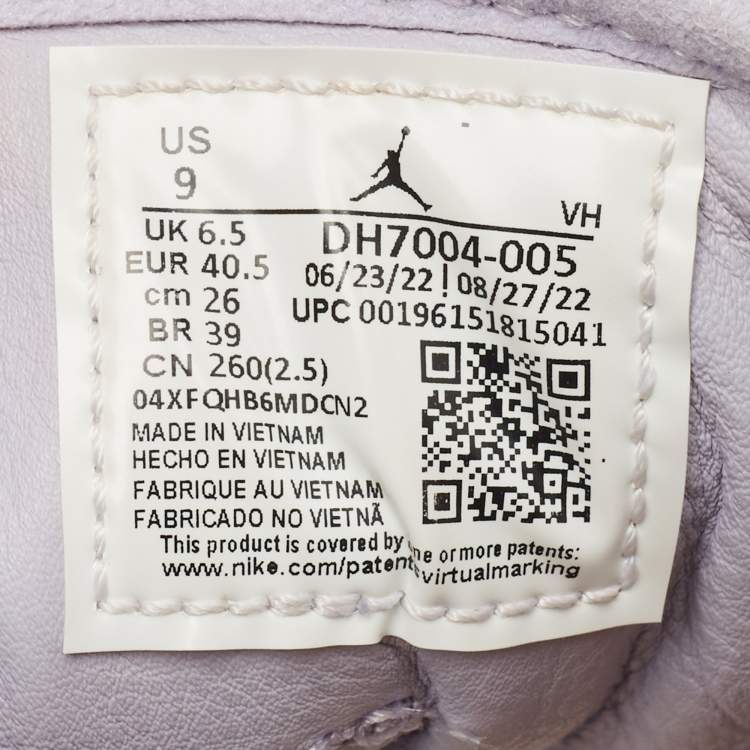 US
9
VH
UK 6.5
EUR 40.5
cm 26
BR 39
CN 260(2.5)
DH7004-005
06/23/22 | 08/27/22
UPC 00196151815041
04XFQHB6MDCN2
MADE IN VIETNAM
HECHO EN VIETNAM
FABRIQUE AU VIETNAM
FABRICADO NO VIETNÃ
This product is covered by or more patents:
www.nike.com/patent virtualmarking